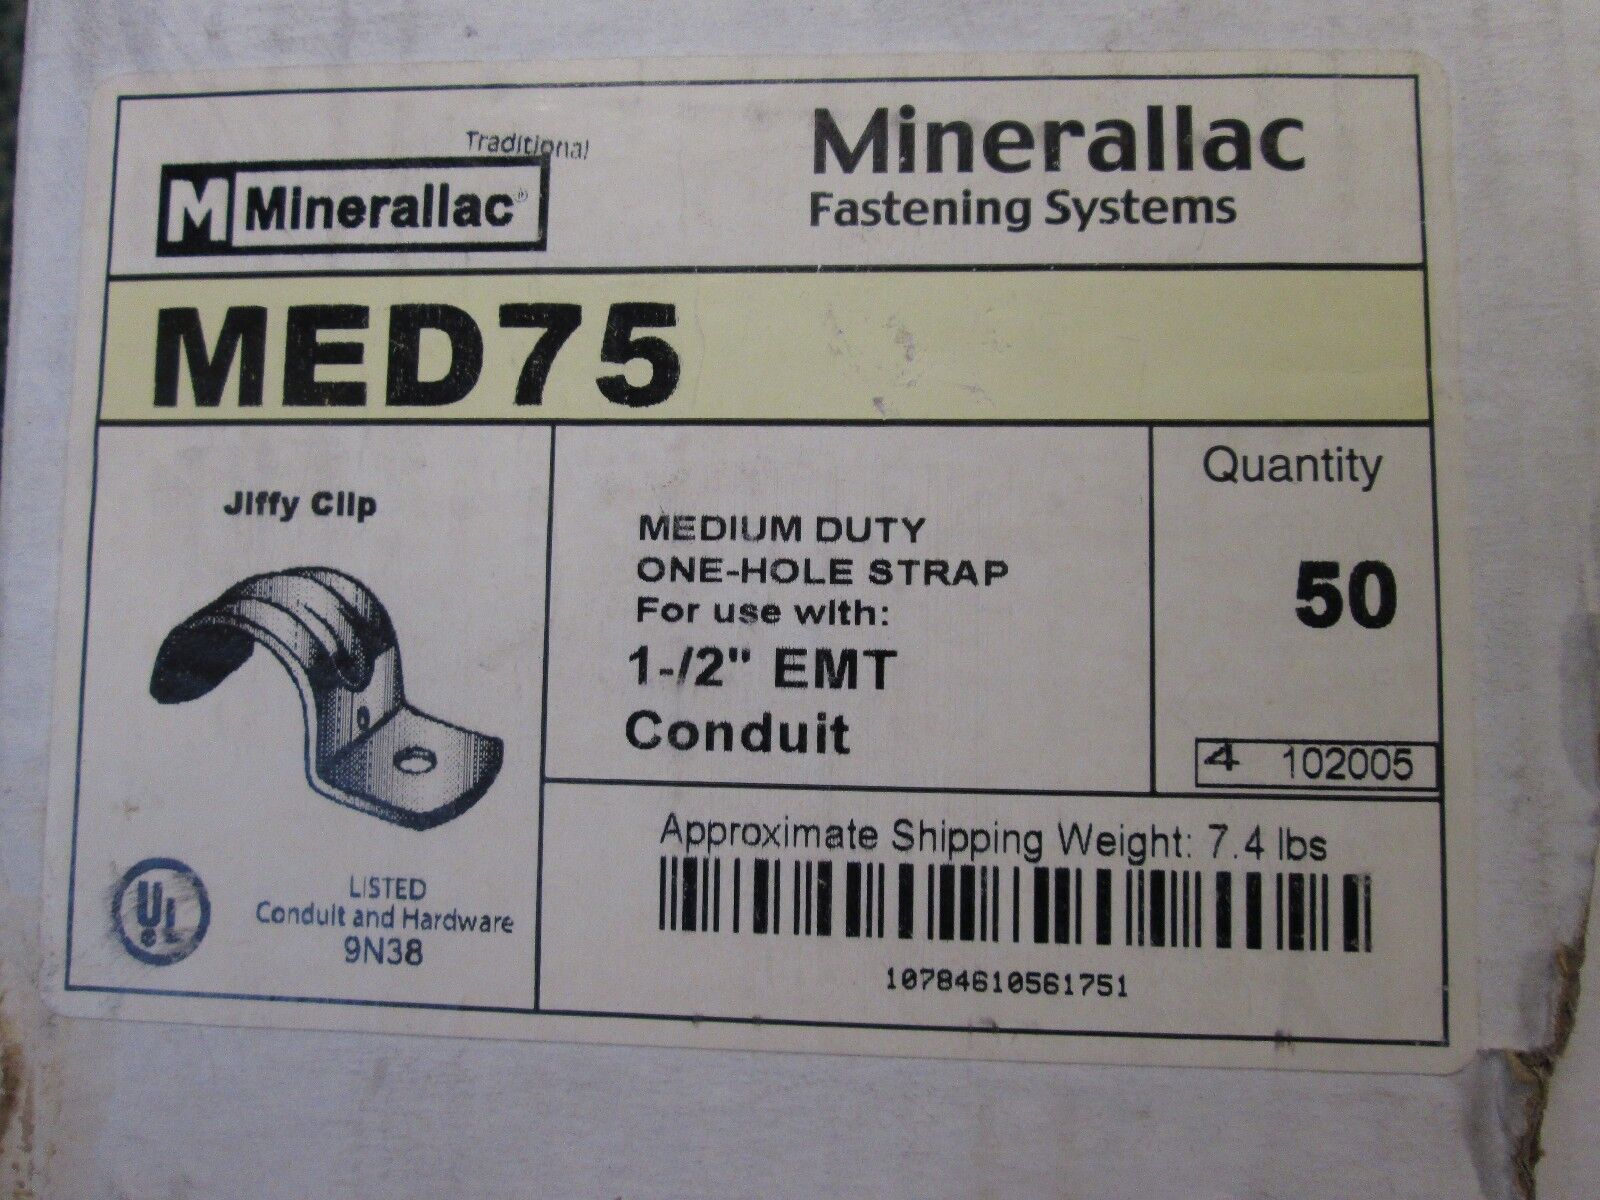 Traditional
M Minerallac®
Minerallac
Fastening Systems
MED75
Jiffy Clip
MEDIUM DUTY
ONE-HOLE STRAP
For use with:
1-/2" EMT
Conduit
Quantity
50
4 102005
Approximate Shipping Weight: 7.4 lbs
10784610561751
UL
LISTED
Conduit and Hardware
9N38